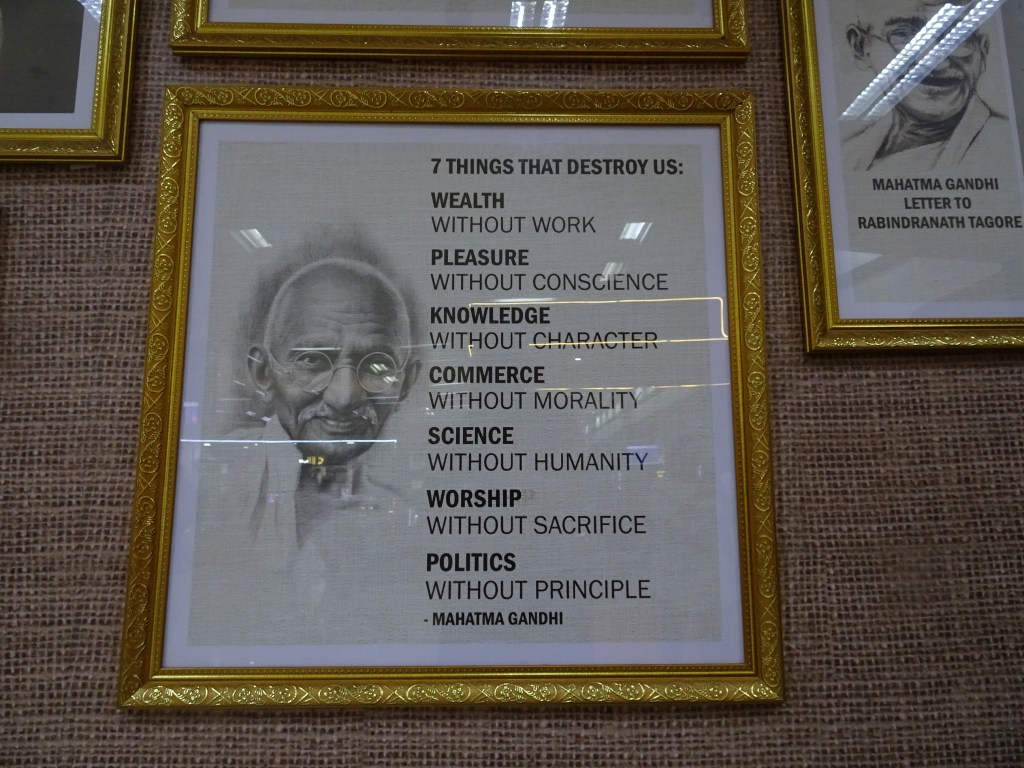 7 THINGS THAT DESTROY US:
WEALTH
WITHOUT WORK
PLEASURE
WITHOUT CONSCIENCE
KNOWLEDGE
WITHOUT CHARACTER
COMMERCE
WITHOUT MORALITY
SCIENCE
WITHOUT HUMANITY
WORSHIP
WITHOUT SACRIFICE
POLITICS
WITHOUT PRINCIPLE
- MAHATMA GANDHI
MAHATMA GANDHI
LETTER TO
RABINDRANATH TAGORE